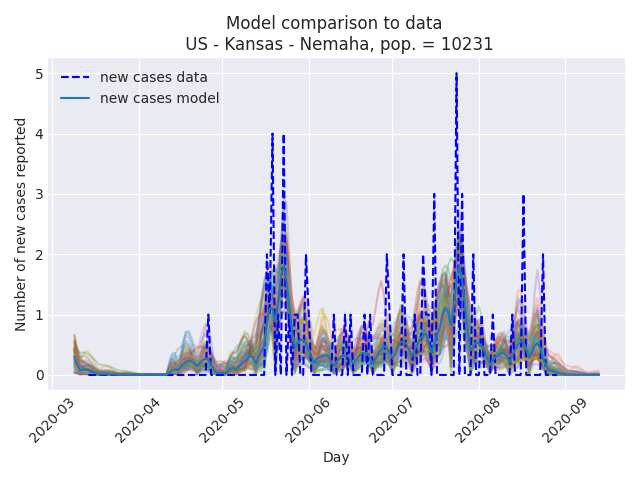 Model comparison to data
US - Kansas - Nemaha, pop. = 10231
new cases data
new cases model
Number of new cases reported
5
4
3
2
1
0
2020-03
2020-04
2020-05
2020-06
2020-07
2020-08
2020-09
Day